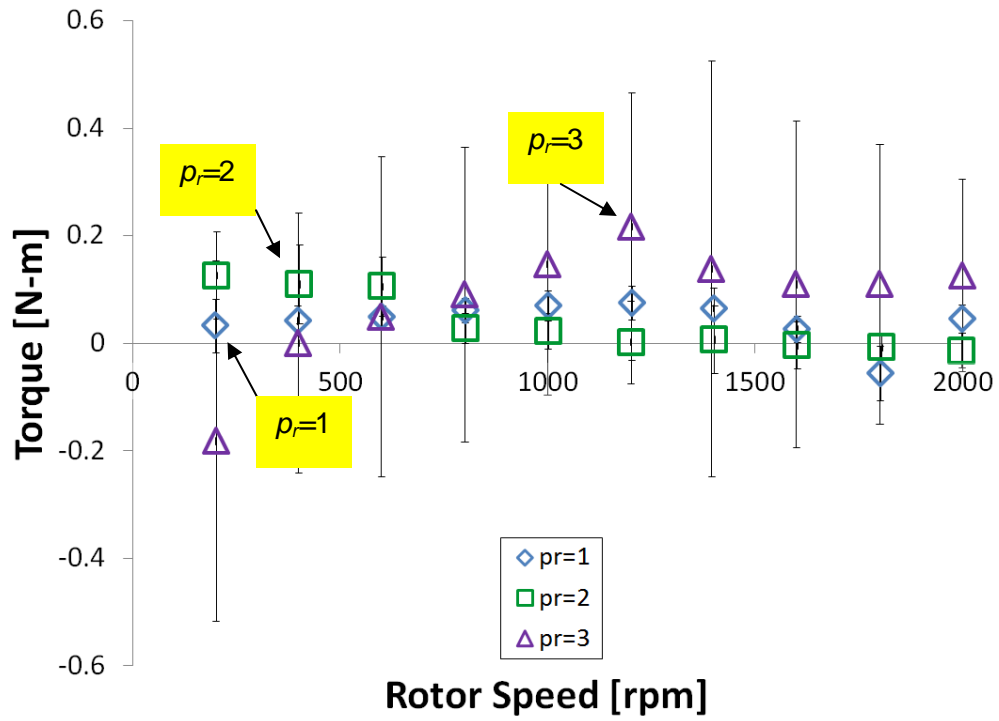 0.6
0.4
0.2
0
-0.2
-0.4
-0.6
Torque [N-m]
pr=2
pr=3
pr=1
0 500 1000 1500 2000
pr=1
pr=2
pr=3
Rotor Speed [rpm]